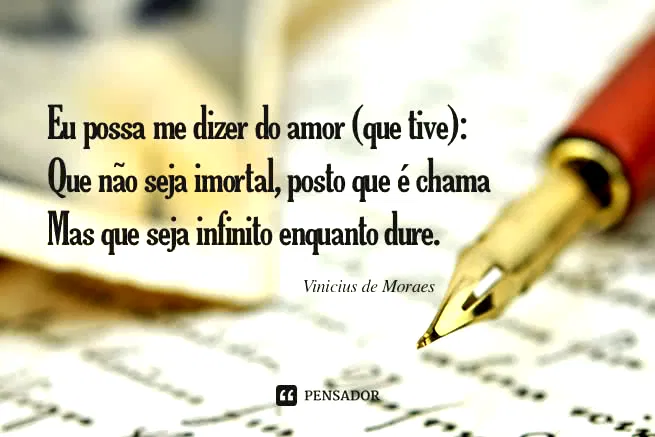 Eu possa me dizer do amor (que tive):
Que não seja imortal, posto que é chama
Mas que seja infinito enquanto dure.
Vinicius de Moraes
PENSADOR